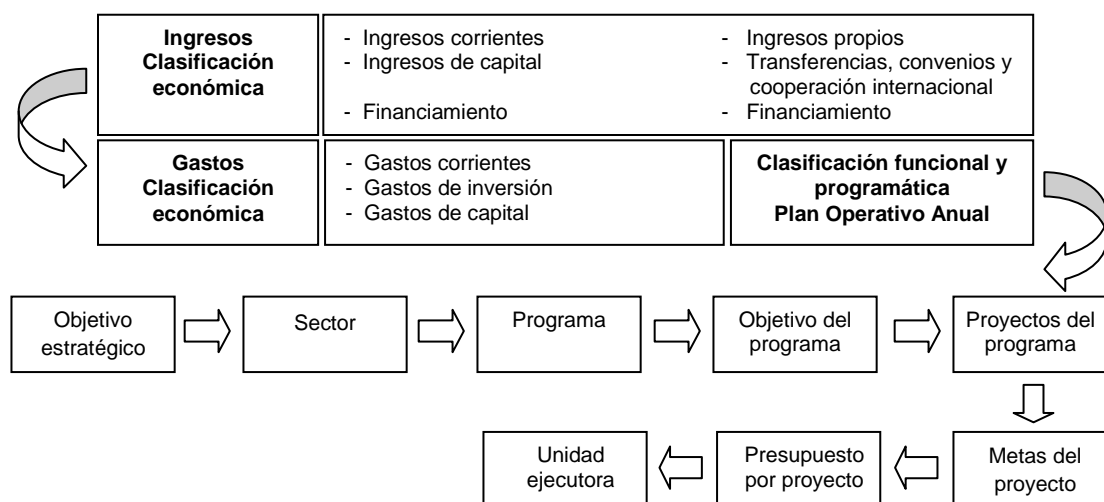 Ingresos
Clasificación
económica
- Ingresos corrientes
- Ingresos de capital
- Financiamiento
- Ingresos propios
- Transferencias, convenios y
cooperación internacional
- Financiamiento
Gastos
Clasificación
económica
- Gastos corrientes
- Gastos de inversión
- Gastos de capital
Clasificación funcional y
programática
Plan Operativo Anual
Objetivo
estratégico
Sector
Programa
Objetivo del
programa
Proyectos del
programa
Metas del
proyecto
Presupuesto
por proyecto
Unidad
ejecutora